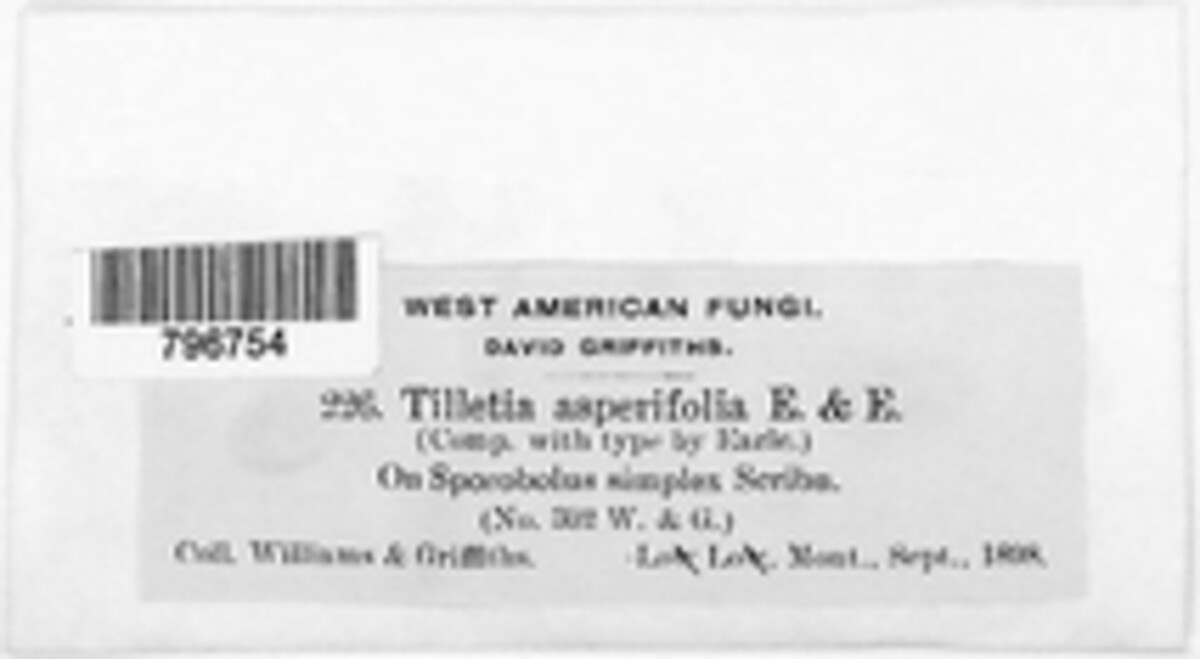 796754
WEST AMERICAN FUNGI.
DAVID GRIFFITHS.
226. Tilletia asperifolia E. & E.
(Comp. with type by Earle.)
On Sporobolus simplex Scribn.
(No. 302 W. & G.)
Coll. Williams & Griffiths. Mont., Sept., 1898.